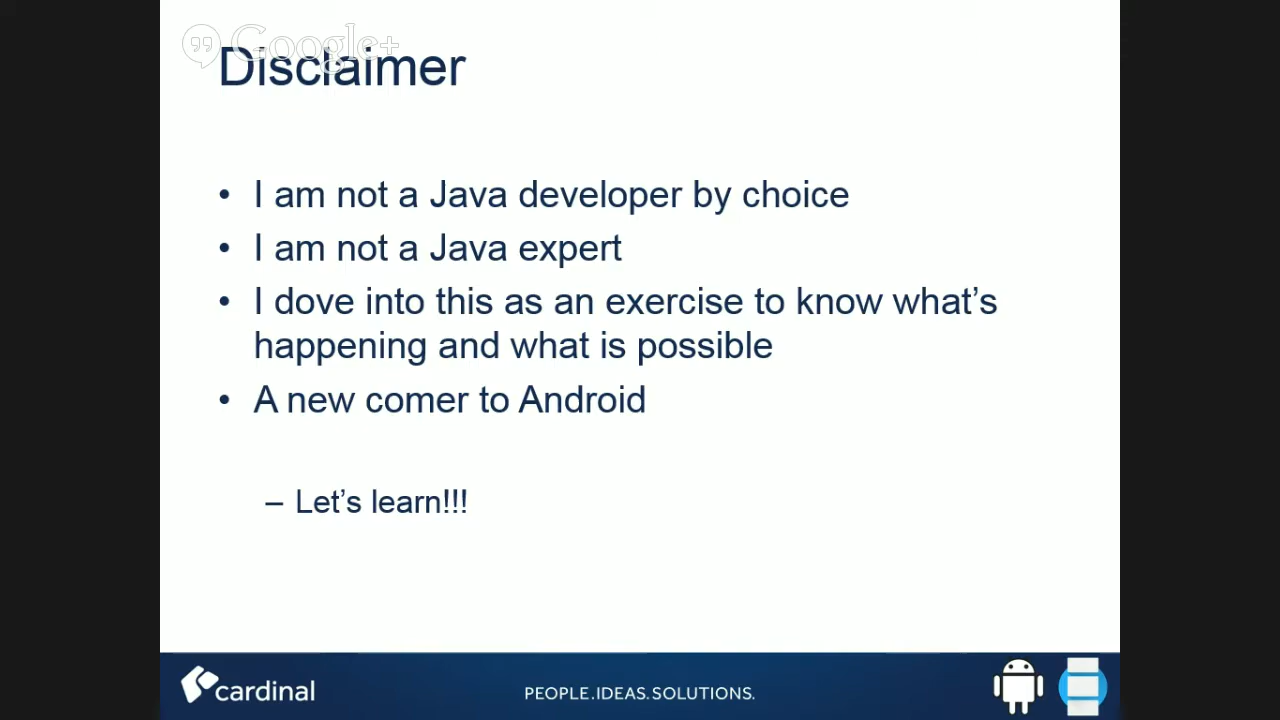 Google+
Disclaimer
• I am not a Java developer by choice
• I am not a Java expert
• I dove into this as an exercise to know what’s
happening and what is possible
• A new comer to Android
– Let’s learn!!!
cardinal
PEOPLE.IDEAS.SOLUTIONS.